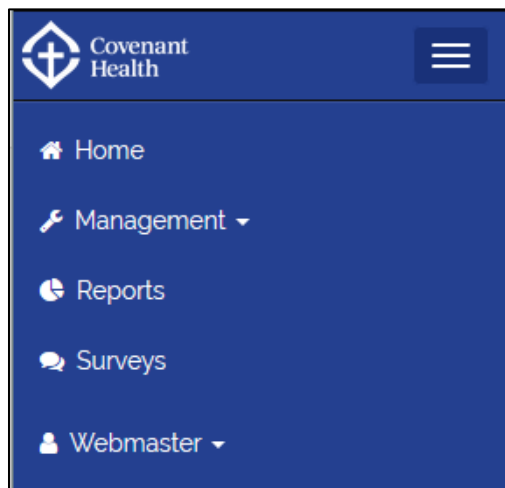 Covenant
Health
Home
Management
Reports
Surveys
Webmaster